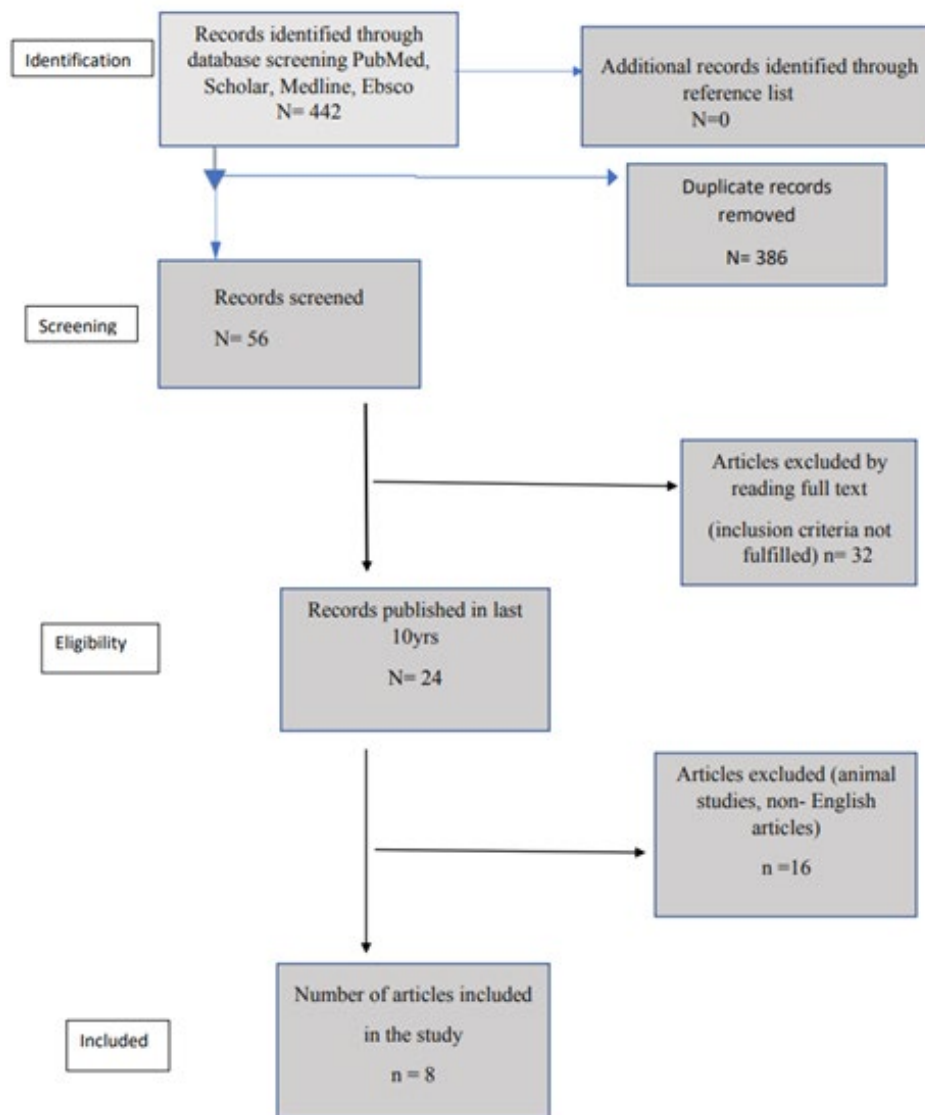 Identification
Records identified through
database screening PubMed,
Scholar, Medline, Ebsco
N= 442
Additional records identified through
reference list
N=0
Duplicate records
removed
N= 386
Screening
Records screened
N= 56
Articles excluded by
reading full text
(inclusion criteria not
fulfilled) n= 32
Eligibility
Records published in last
10yrs
N= 24
Articles excluded (animal
studies, non- English
articles)
n =16
Included
Number of articles included
in the study
n = 8